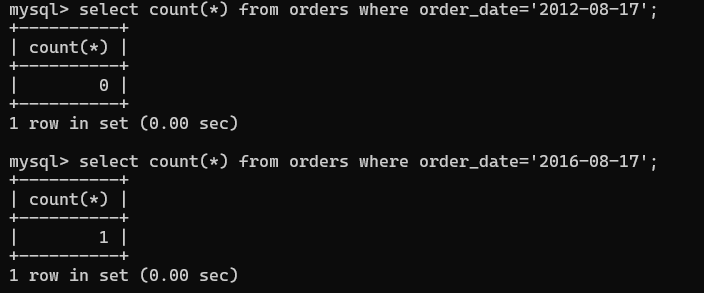 mysql> select count(*) from orders where order_date='2012-08-17';
+----------+
| count(*) |
+----------+
|        0 |
+----------+
1 row in set (0.00 sec)

mysql> select count(*) from orders where order_date='2016-08-17';
+----------+
| count(*) |
+----------+
|        1 |
+----------+
1 row in set (0.00 sec)